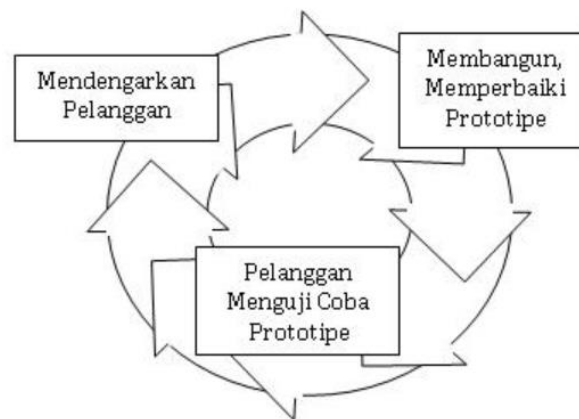 Mendengarkan
Pelanggan
Membangun,
Memperbaiki
Prototipe
Pelanggan
Menguji Coba
Prototipe